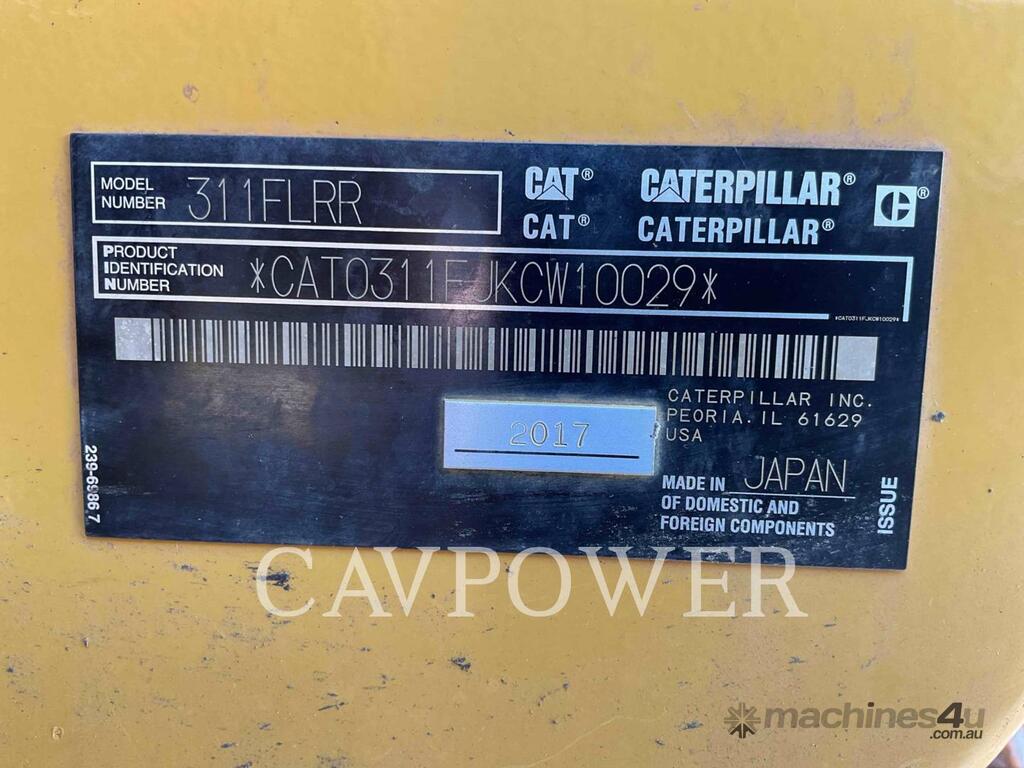 MODEL NUMBER 311FLRR
CAT® CATERPILLAR®
CAT® CATERPILLAR®
PRODUCT
IDENTIFICATION
NUMBER
*CAT0311FJKCW10029*
*CAT0311FJKCW10029*
CATERPILLAR INC.
PEORIA. IL 61629
USA
2017
MADE IN JAPAN
OF DOMESTIC AND
FOREIGN COMPONENTS
239-6986 7
ISSUE
CAVPOWER
machines4u
.com.au